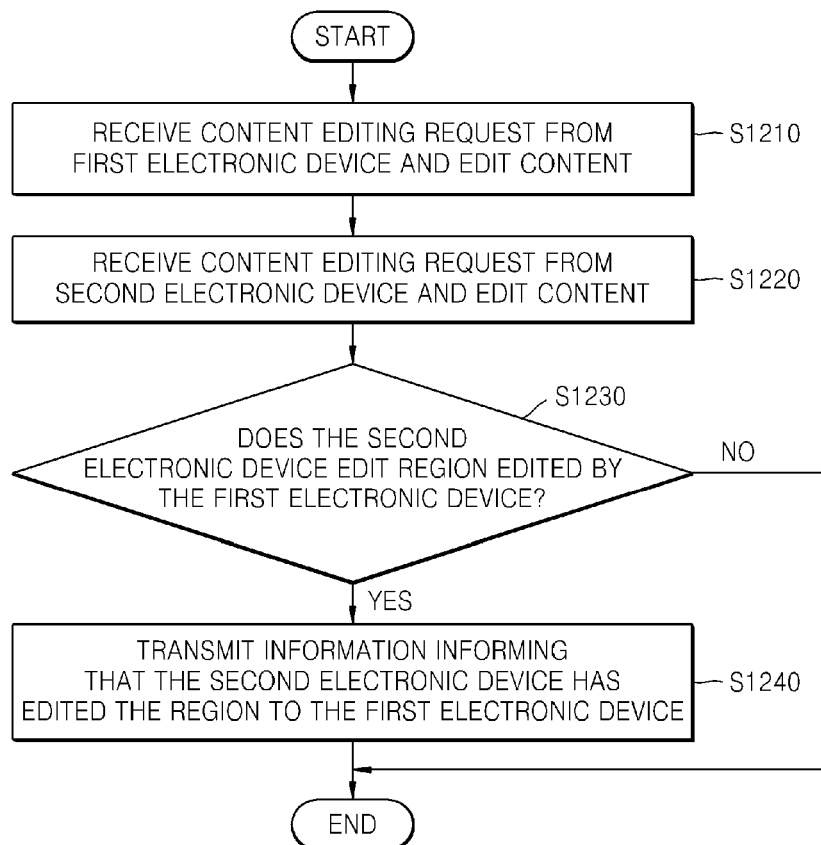 START
RECEIVE CONTENT EDITING REQUEST FROM
FIRST ELECTRONIC DEVICE AND EDIT CONTENT
S1210
RECEIVE CONTENT EDITING REQUEST FROM
SECOND ELECTRONIC DEVICE AND EDIT CONTENT
S1220
S1230
DOES THE SECOND
ELECTRONIC DEVICE EDIT REGION EDITED BY
THE FIRST ELECTRONIC DEVICE?
NO
YES
TRANSMIT INFORMATION INFORMING
THAT THE SECOND ELECTRONIC DEVICE HAS
EDITED THE REGION TO THE FIRST ELECTRONIC DEVICE
S1240
END